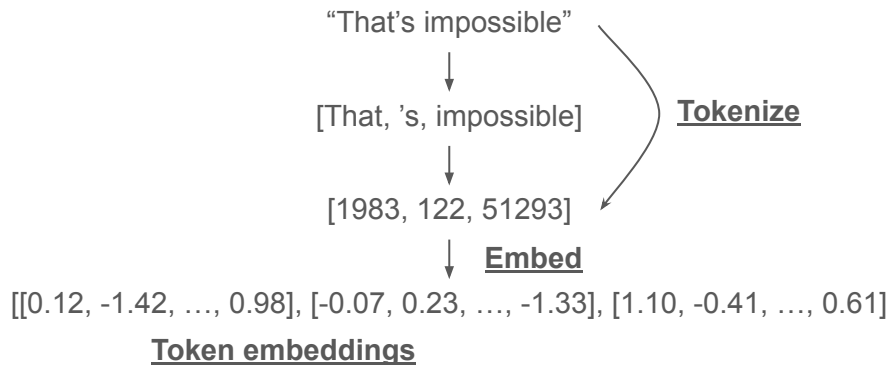 “That's impossible”
[That, ’s, impossible]
Tokenize
[1983, 122, 51293]
Embed
[[0.12, -1.42, …, 0.98], [-0.07, 0.23, …, -1.33], [1.10, -0.41, …, 0.61]
Token embeddings